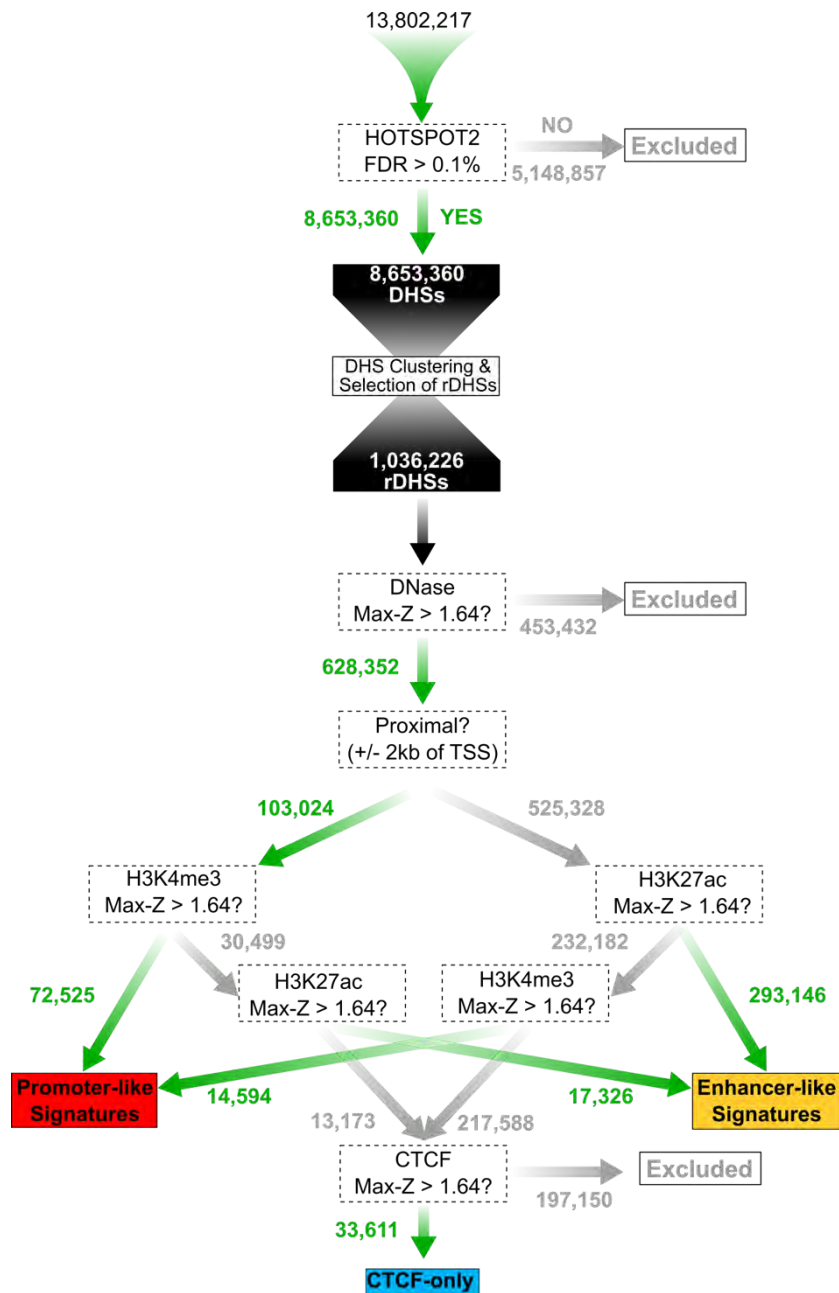 13,802,217
HOTSPOT2
FDR > 0.1%
NO
Excluded
5,148,857
8,653,360
YES
8,653,360
DHSs
DHS Clustering &
Selection of rDHSs
1,036,226
rDHSs
DNase
Max-Z > 1.64?
Excluded
453,432
628,352
Proximal?
(+/- 2kb of TSS)
103,024
525,328
H3K4me3
Max-Z > 1.64?
H3K27ac
Max-Z > 1.64?
30,499
232,182
72,525
H3K27ac
Max-Z > 1.64?
H3K4me3
Max-Z > 1.64?
293,146
Promoter-like
Signatures
14,594
17,326
Enhancer-like
Signatures
13,173
217,588
CTCF
Max-Z > 1.64?
Excluded
197,150
33,611
CTCF-only